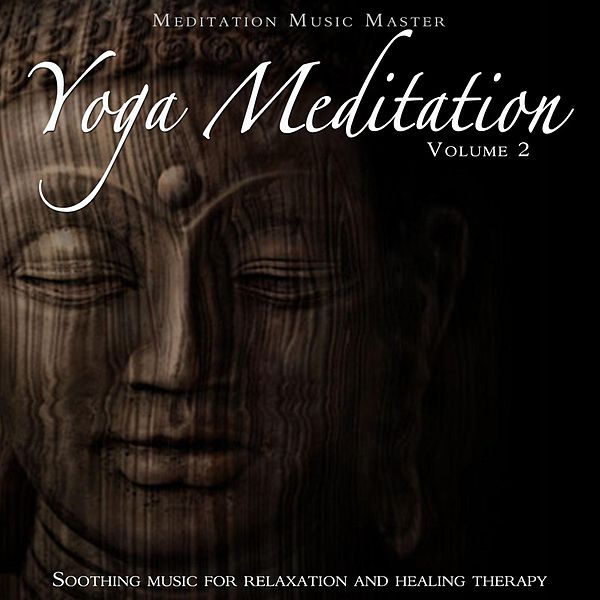 Meditation Music Master
Yoga Meditation
Volume 2
Soothing music for relaxation and healing therapy